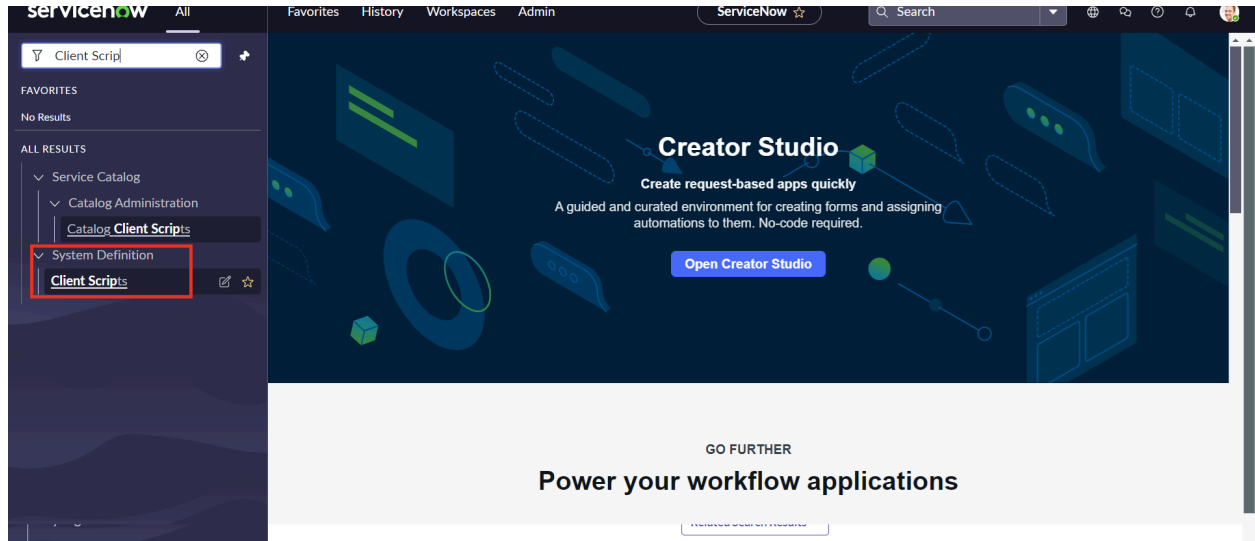 servicenow All Favorites History Workspaces Admin ServiceNow Search
Client Scrip
FAVORITES
No Results
ALL RESULTS
Service Catalog
Catalog Administration
Catalog Client Scripts
System Definition
Client Scripts
Creator Studio
Create request-based apps quickly
A guided and curated environment for creating forms and assigning
automations to them. No-code required.
Open Creator Studio
GO FURTHER
Power your workflow applications
Related Search Results